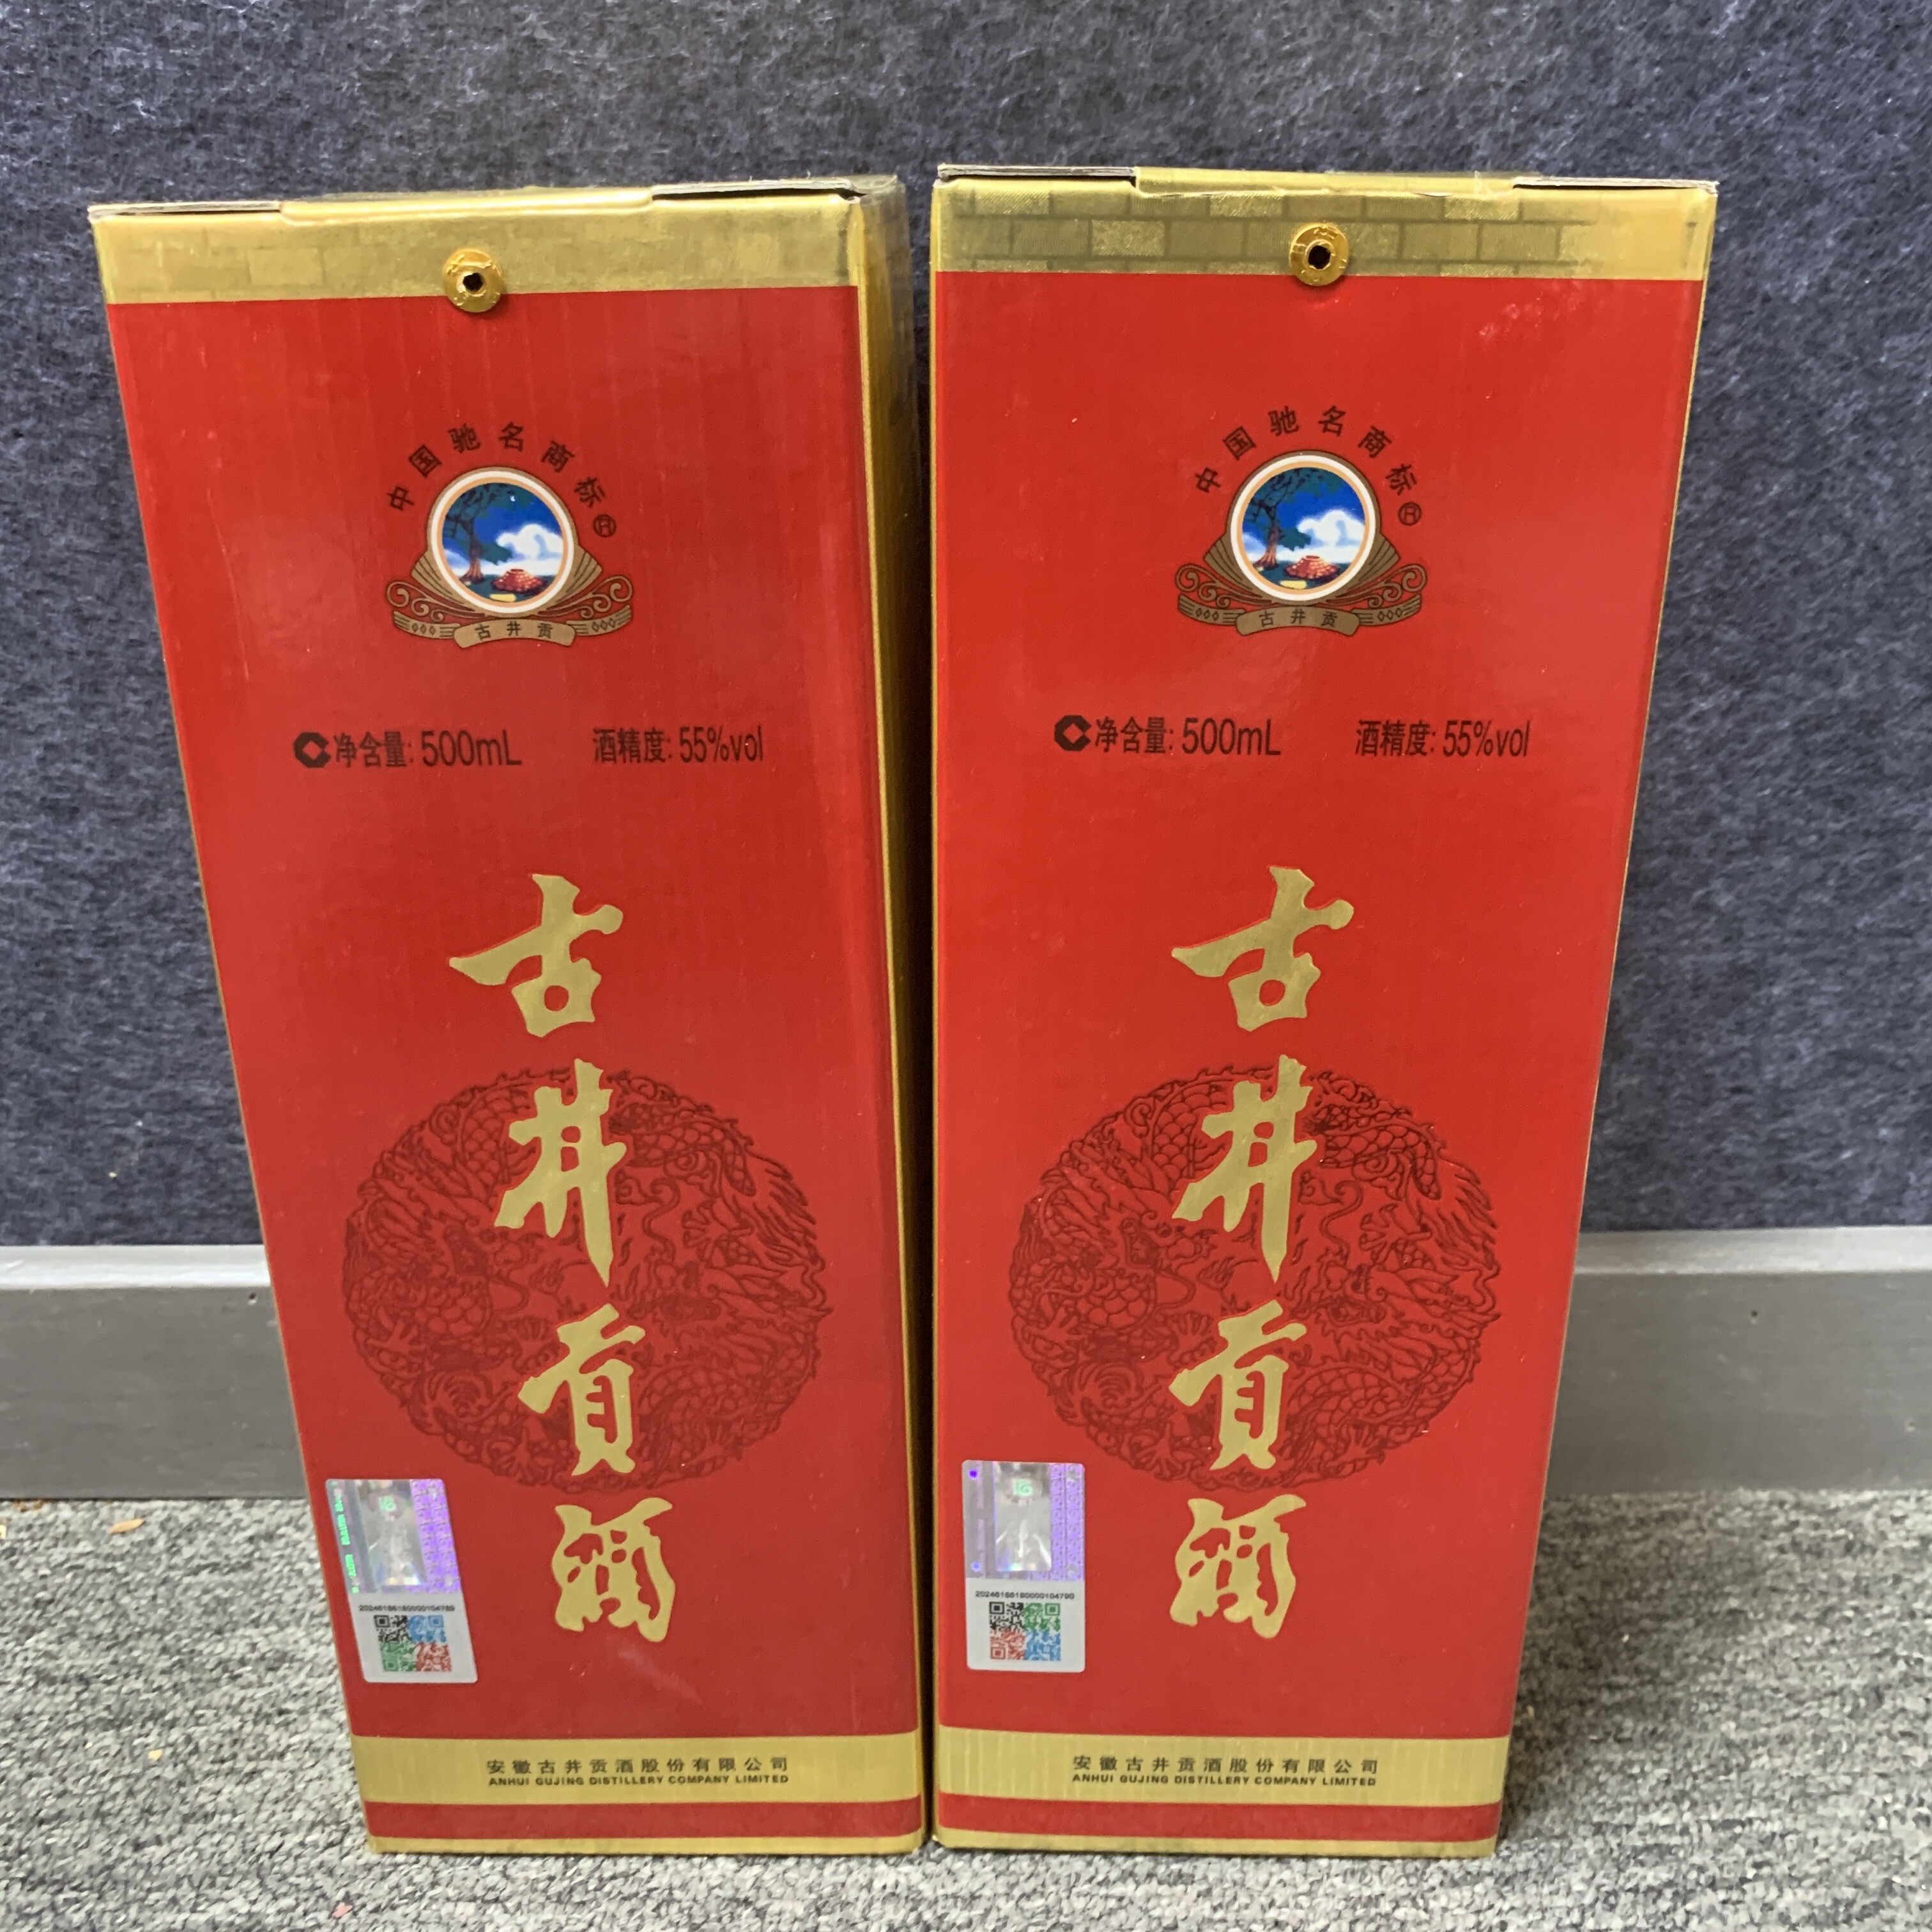 中国驰名商标®
古井贡
净含量: 500mL 酒精度: 55%vol
古井贡酒
20246186180000104789
安徽古井贡酒股份有限公司
ANHUI GUJING DISTILLERY COMPANY LIMITED
中国驰名商标®
古井贡
净含量: 500mL 酒精度: 55%vol
古井贡酒
20246186180000104790
安徽古井贡酒股份有限公司
ANHUI GUJING DISTILLERY COMPANY LIMITED